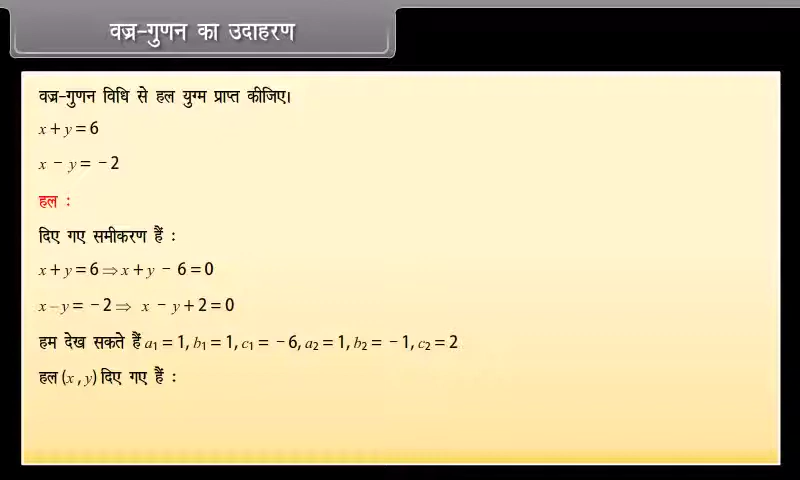 वज्र-गुणन का उदाहरण
वज्र-गुणन विधि से हल युग्म प्राप्त कीजिए।
x + y = 6
x - y = -2
हल :
दिए गए समीकरण हैं :
x + y = 6 ⇒ x + y - 6 = 0
x - y = -2 ⇒ x - y + 2 = 0
हम देख सकते हैं a₁ = 1, b₁ = 1, c₁ = -6, a₂ = 1, b₂ = -1, c₂ = 2
हल (x , y) दिए गए हैं :